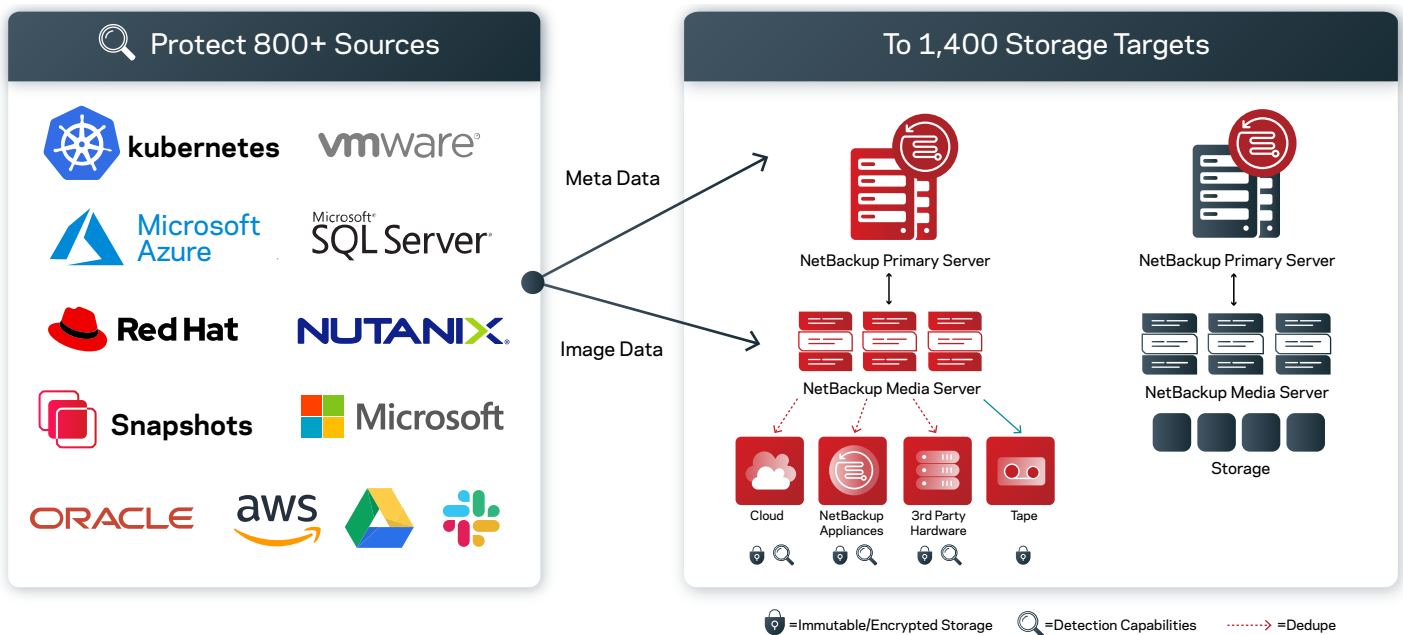 Protect 800+ Sources
kubernetes
vmware®
Microsoft
Azure
Microsoft®
SQL Server®
Red Hat
NUTANIX®
Snapshots
Microsoft
ORACLE
aws
Meta Data
Image Data
To 1,400 Storage Targets
NetBackup Primary Server
NetBackup Media Server
Cloud
NetBackup
Appliances
3rd Party
Hardware
Tape
NetBackup Primary Server
NetBackup Media Server
Storage
=Immutable/Encrypted Storage
=Detection Capabilities
=Dedupe